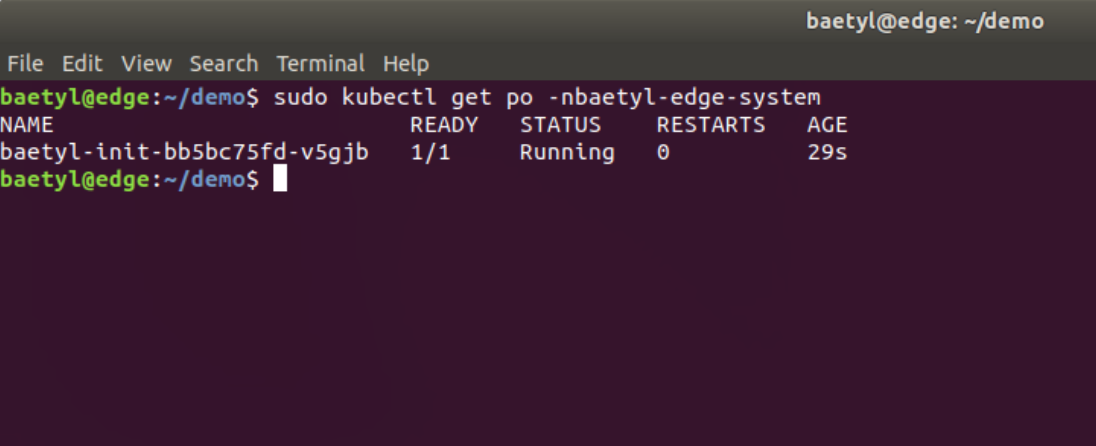 baetyl@edge: ~/demo
File Edit View Search Terminal Help
baetyl@edge:~/demo$ sudo kubectl get po -nbaetyl-edge-system
NAME READY STATUS RESTARTS AGE
baetyl-init-bb5bc75fd-v5gjb 1/1 Running 0 29s
baetyl@edge:~/demo$